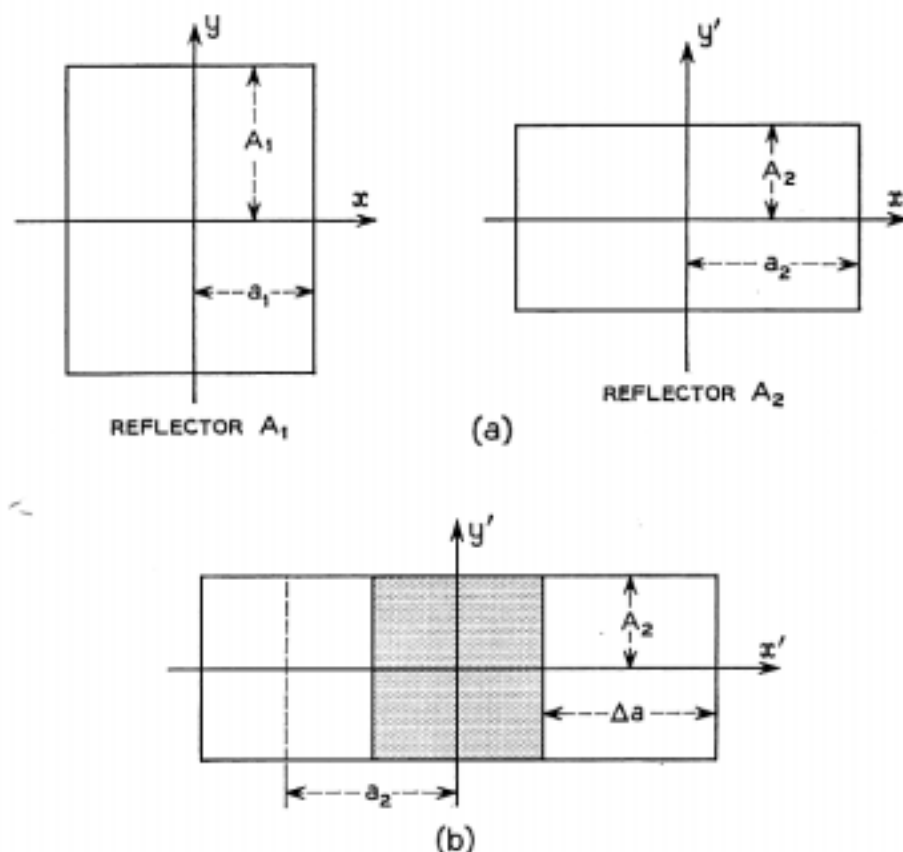 y
A₁
x
a₁
REFLECTOR A₁
y′
A₂
x
a₂
REFLECTOR A₂
(a)
y′
A₂
x′
Δa
a₂
(b)